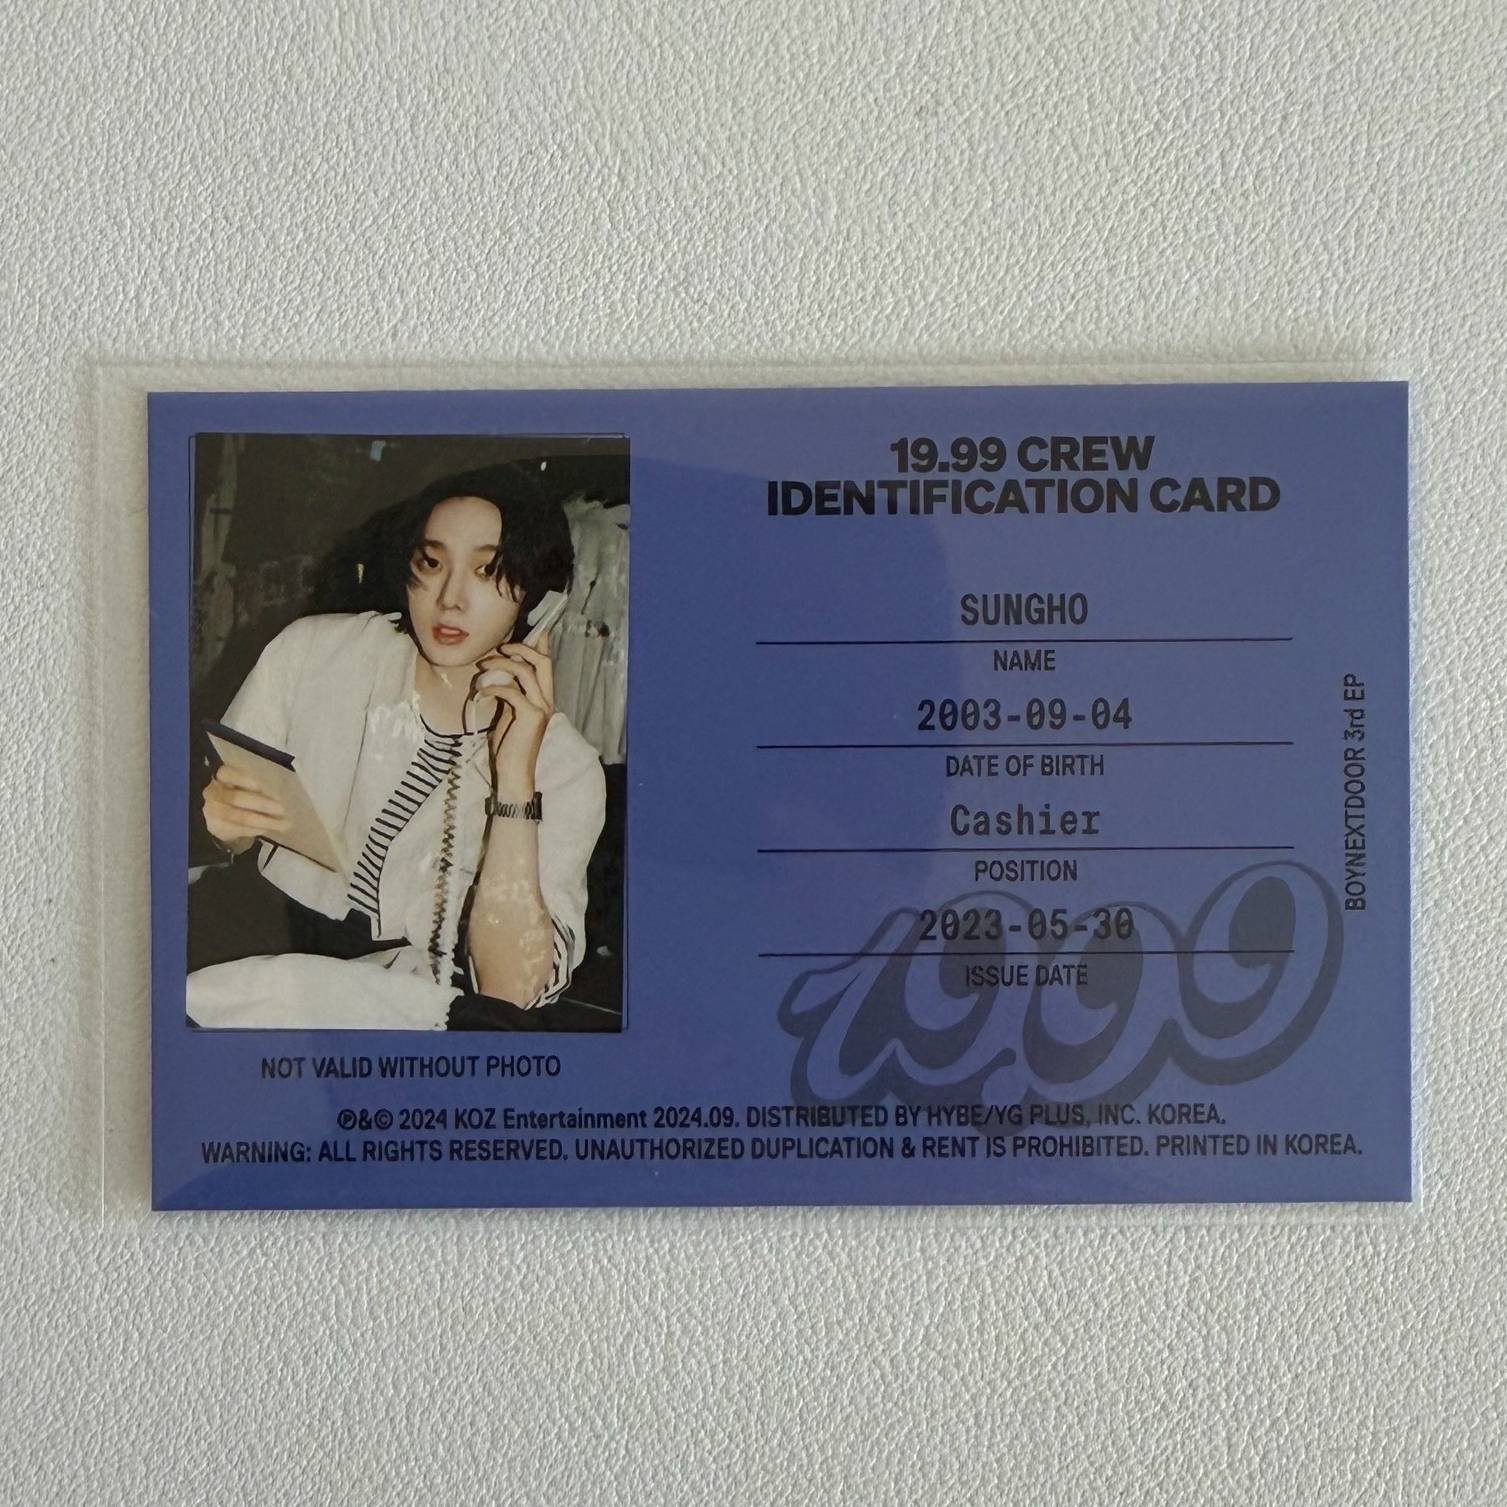 19.99 CREW
IDENTIFICATION CARD
SUNGHO
NAME
2003-09-04
DATE OF BIRTH
Cashier
POSITION
2023-05-30
ISSUE DATE
19.99
BOYNEXTDOOR 3rd EP
NOT VALID WITHOUT PHOTO
℗&© 2024 KOZ Entertainment 2024.09. DISTRIBUTED BY HYBE/YG PLUS, INC. KOREA.
WARNING: ALL RIGHTS RESERVED. UNAUTHORIZED DUPLICATION & RENT IS PROHIBITED. PRINTED IN KOREA.